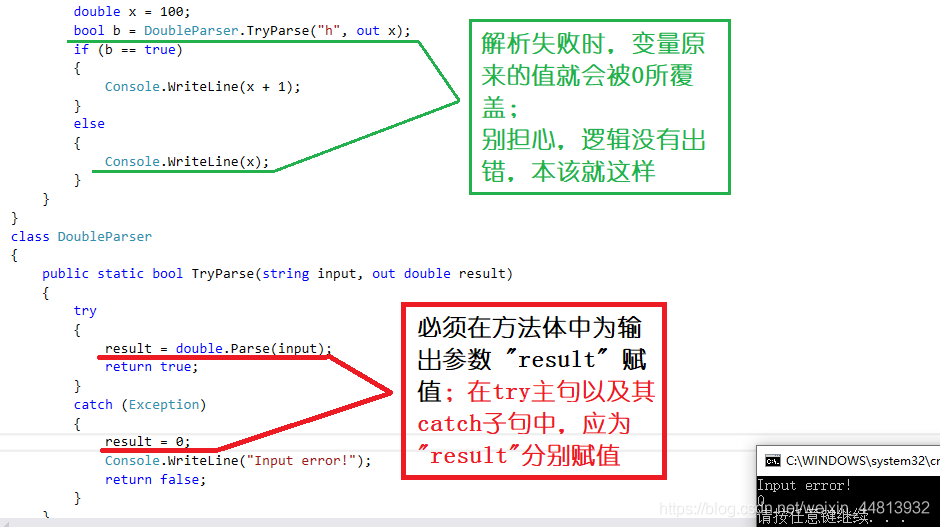 double x = 100;
bool b = DoubleParser.TryParse("h", out x);
if (b == true)
{
Console.WriteLine(x + 1);
}
else
{
Console.WriteLine(x);
}
}
}
class DoubleParser
{
public static bool TryParse(string input, out double result)
{
try
{
result = double.Parse(input);
return true;
}
catch (Exception)
{
result = 0;
Console.WriteLine("Input error!");
return false;
}
}
解析失败时，变量原
来的值就会被0所覆
盖；
别担心，逻辑没有出
错，本该就这样
必须在方法体中为输
出参数 "result" 赋
值；在try主句以及其
catch子句中，应为
"result"分别赋值
C:\WINDOWS\system32\cn
Input error!
0
请按任意键继续. . .
https://blog.csdn.net/weixin_44813932